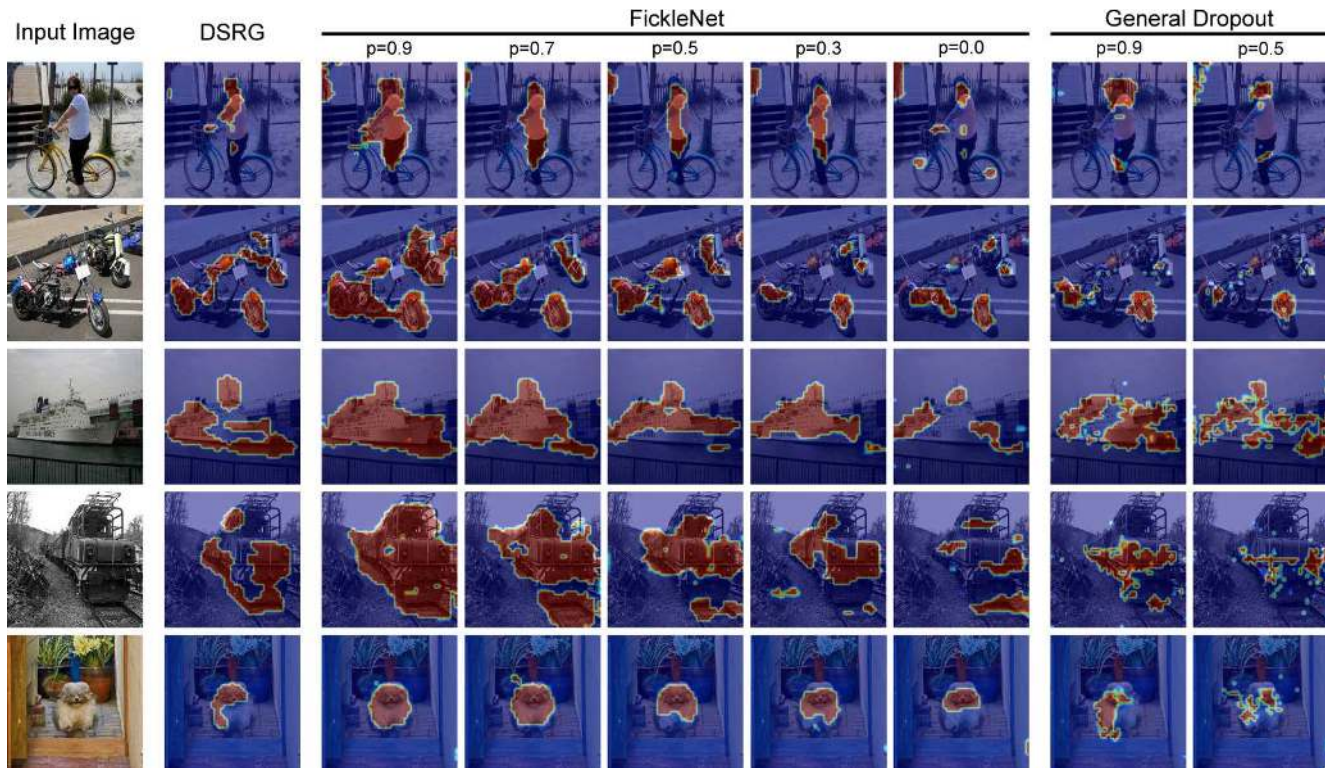 Input Image
DSRG
FickleNet
General Dropout
p=0.9
p=0.7
p=0.5
p=0.3
p=0.0
p=0.9
p=0.5